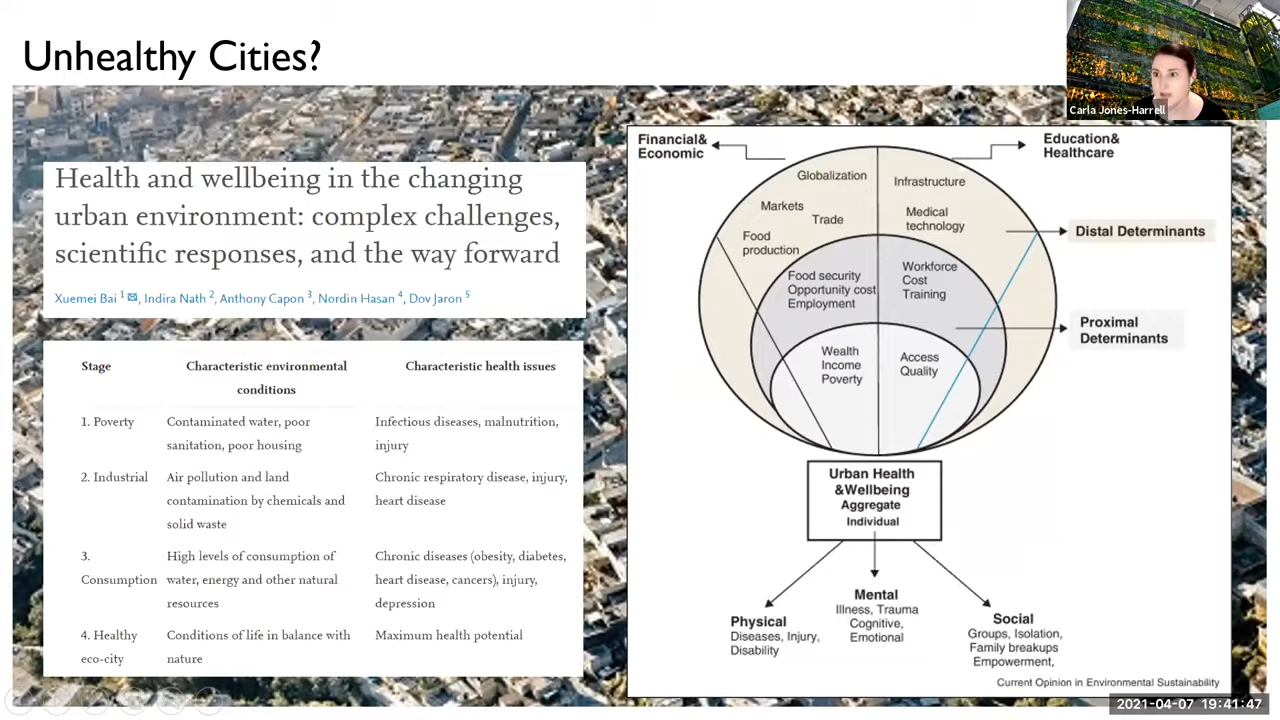 Unhealthy Cities?
Carla Jones-Harrell
Health and wellbeing in the changing
urban environment: complex challenges,
scientific responses, and the way forward
Xuemei Bai 1 ✉, Indira Nath 2, Anthony Capon 3, Nordin Hasan 4, Dov Jaron 5
Stage
Characteristic environmental
conditions
Characteristic health issues
1. Poverty
Contaminated water, poor
sanitation, poor housing
Infectious diseases, malnutrition,
injury
2. Industrial
Air pollution and land
contamination by chemicals and
solid waste
Chronic respiratory disease, injury,
heart disease
3.
Consumption
High levels of consumption of
water, energy and other natural
resources
Chronic diseases (obesity, diabetes,
heart disease, cancers), injury,
depression
4. Healthy
eco-city
Conditions of life in balance with
nature
Maximum health potential
Financial&
Economic
Education&
Healthcare
Globalization
Markets
Trade
Food
production
Infrastructure
Medical
technology
Distal Determinants
Food security
Opportunity cost
Employment
Workforce
Cost
Training
Proximal
Determinants
Wealth
Income
Poverty
Access
Quality
Urban Health
&Wellbeing
Aggregate
Individual
Physical
Diseases, Injury,
Disability
Mental
Illness, Trauma
Cognitive,
Emotional
Social
Groups, Isolation,
Family breakups
Empowerment,
Current Opinion in Environmental Sustainability
2021-04-07 19:41:47